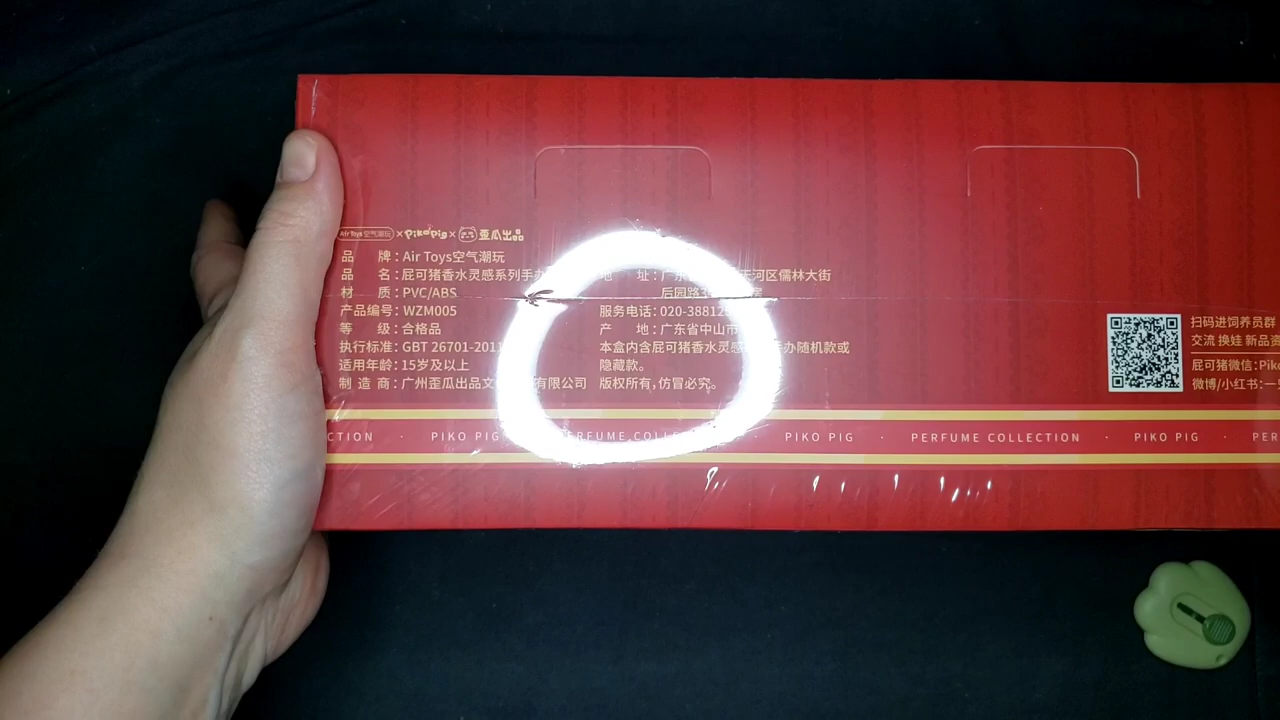 Air Toys 空气潮玩 × Piko Pig × 歪瓜出品
品 牌：Air Toys空气潮玩
品 名：屁可猪香水灵感系列手办
材 质：PVC/ABS
产品编号：WZM005
等 级：合格品
执行标准：GBT 26701-2011
适用年龄：15岁及以上
制 造 商：广州歪瓜出品文 有限公司
地 址：广东 天河区儒林大街
后园路
服务电话：020-38812
产 地：广东省中山市
本盒内含屁可猪香水灵感 手办随机款或
隐藏款。
版权所有，仿冒必究。
扫码进饲养员群
交流 换娃 新品资
屁可猪微信：Pik
微博/小红书：一
CTION · PIKO PIG PERFUME COLLE · PIKO PIG · PERFUME COLLECTION · PIKO PIG · PER